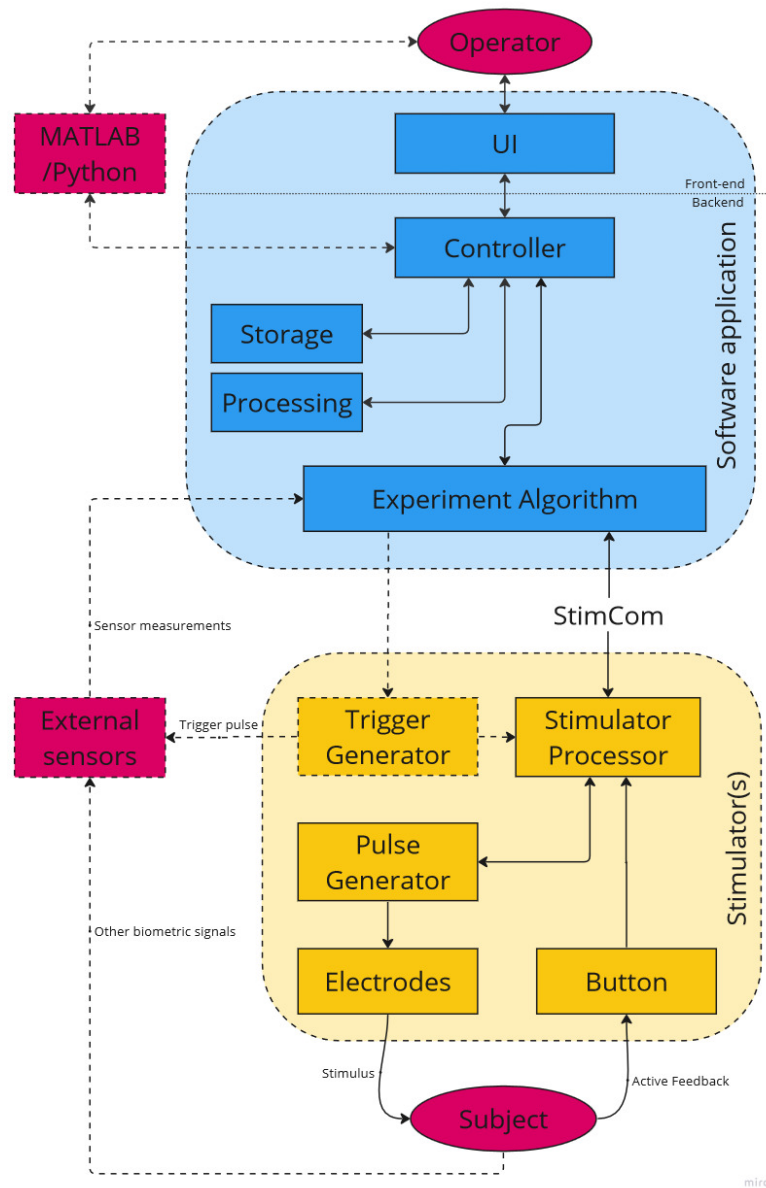 Operator
MATLAB
/Python
UI
Front-end
Backend
Controller
Software application
Storage
Processing
Experiment Algorithm
Sensor measurements
StimCom
External
sensors
Trigger pulse
Trigger
Generator
Stimulator
Processor
Stimulator(s)
Pulse
Generator
Other biometric signals
Electrodes
Button
Stimulus
Active Feedback
Subject